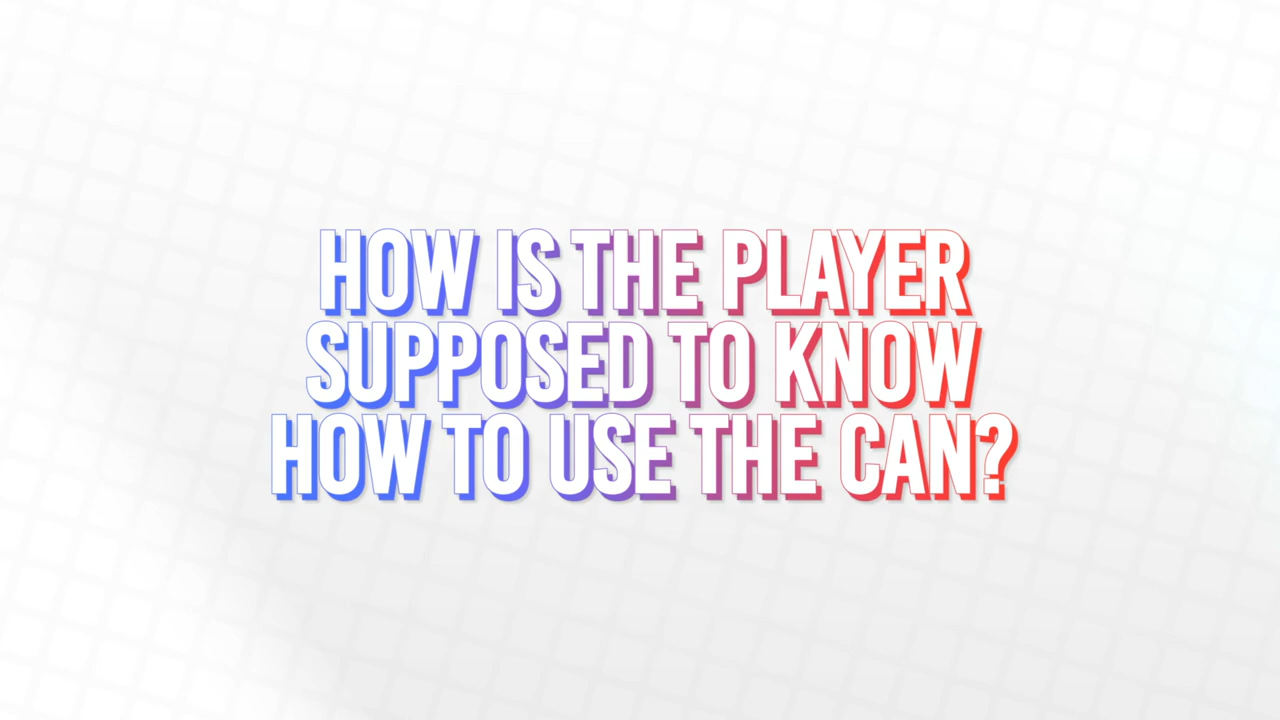 HOW IS THE PLAYER
SUPPOSED TO KNOW
HOW TO USE THE CAN?